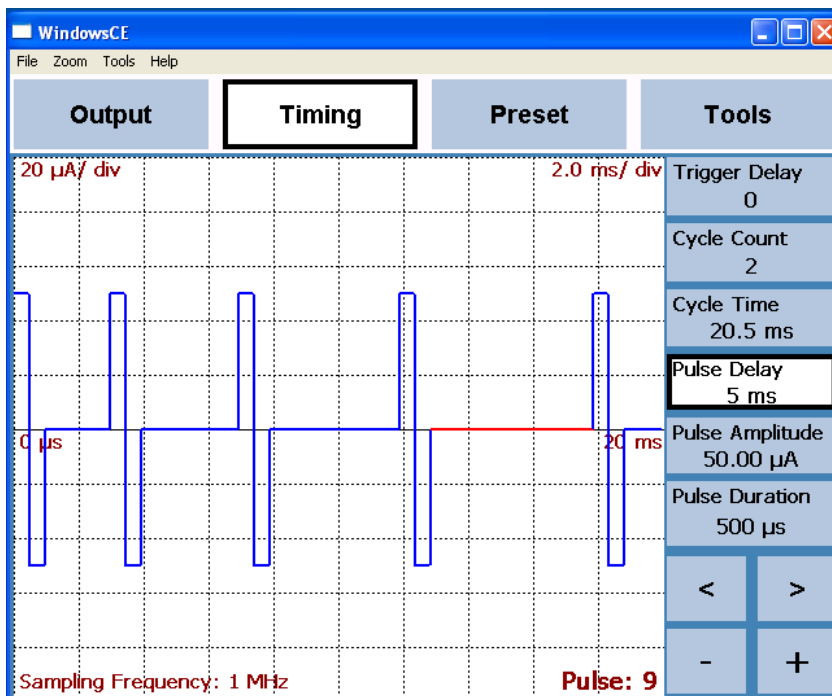 WindowsCE
File Zoom Tools Help
Output Timing Preset Tools
20 µA/ div 2.0 ms/ div
Trigger Delay
0
Cycle Count
2
Cycle Time
20.5 ms
Pulse Delay
5 ms
0 µs 20 ms
Pulse Amplitude
50.00 µA
Pulse Duration
500 µs
< >
- +
Sampling Frequency: 1 MHz Pulse: 9